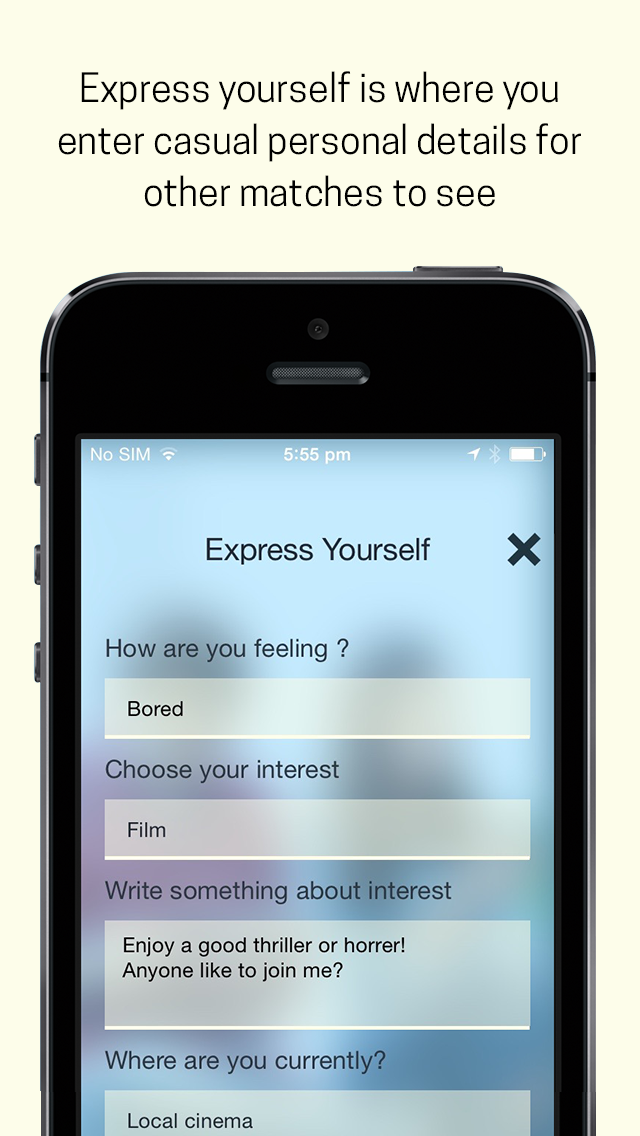 Express yourself is where you
enter casual personal details for
other matches to see
No SIM 5:55 pm
Express Yourself
How are you feeling ?
Bored
Choose your interest
Film
Write something about interest
Enjoy a good thriller or horrer!
Anyone like to join me?
Where are you currently?
Local cinema